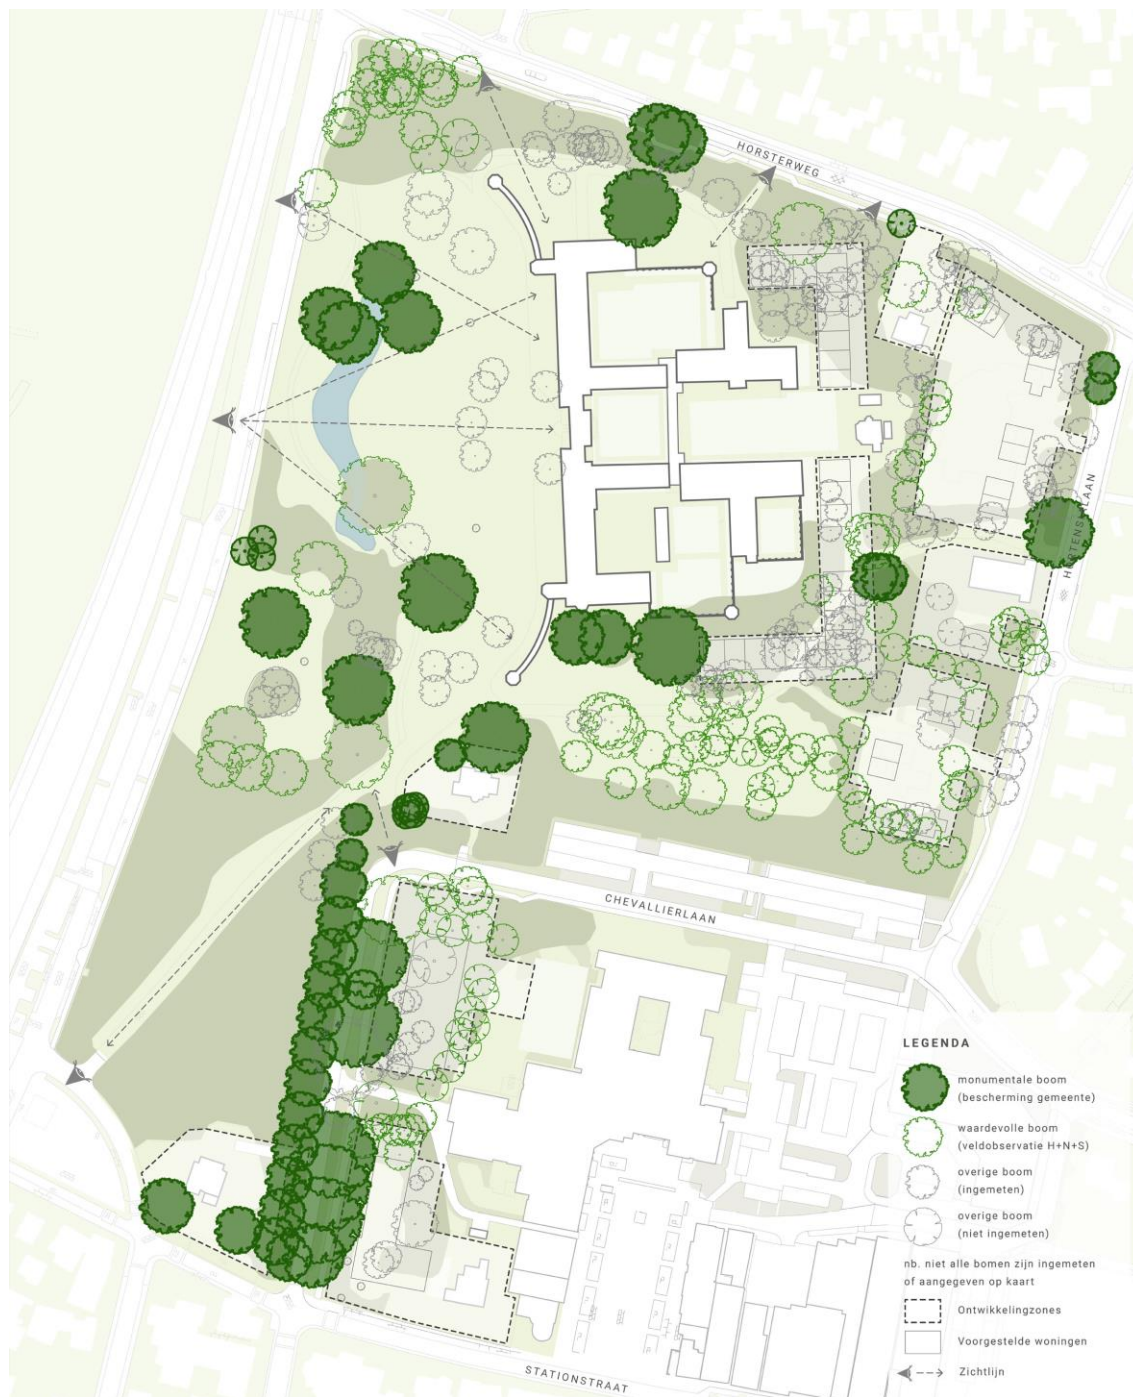 HORSTERWEG
HORTENSIALAAN
CHEVALLIERLAAN
STATIONSTRAAT
LEGENDA
monumentale boom
(bescherming gemeente)
waardevolle boom
(veldobservatie H+N+S)
overige boom
(ingemeten)
overige boom
(niet ingemeten)
nb. niet alle bomen zijn ingemeten
of aangegeven op kaart
Ontwikkelingzones
Voorgestelde woningen
Zichtlijn